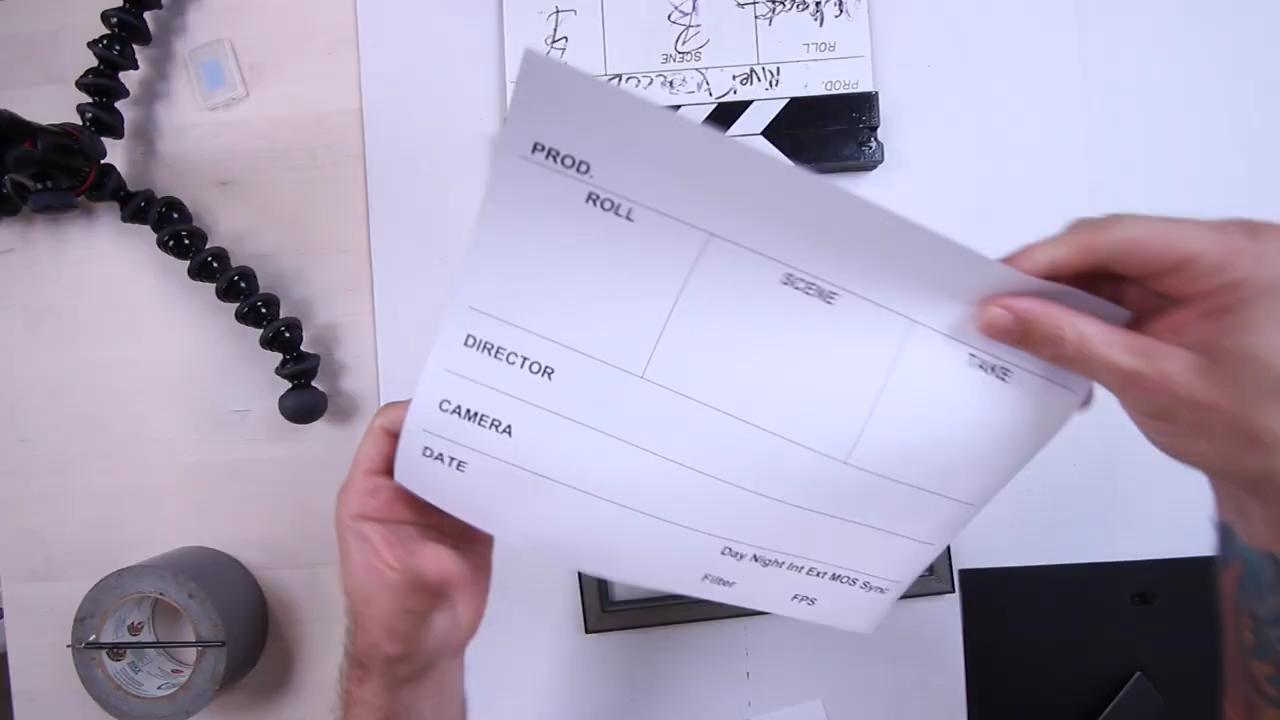 SCENE
ROLL
PROD.
PROD.
ROLL
SCENE
TAKE
DIRECTOR
CAMERA
DATE
Day Night Int Ext MOS Sync
Filter
FPS